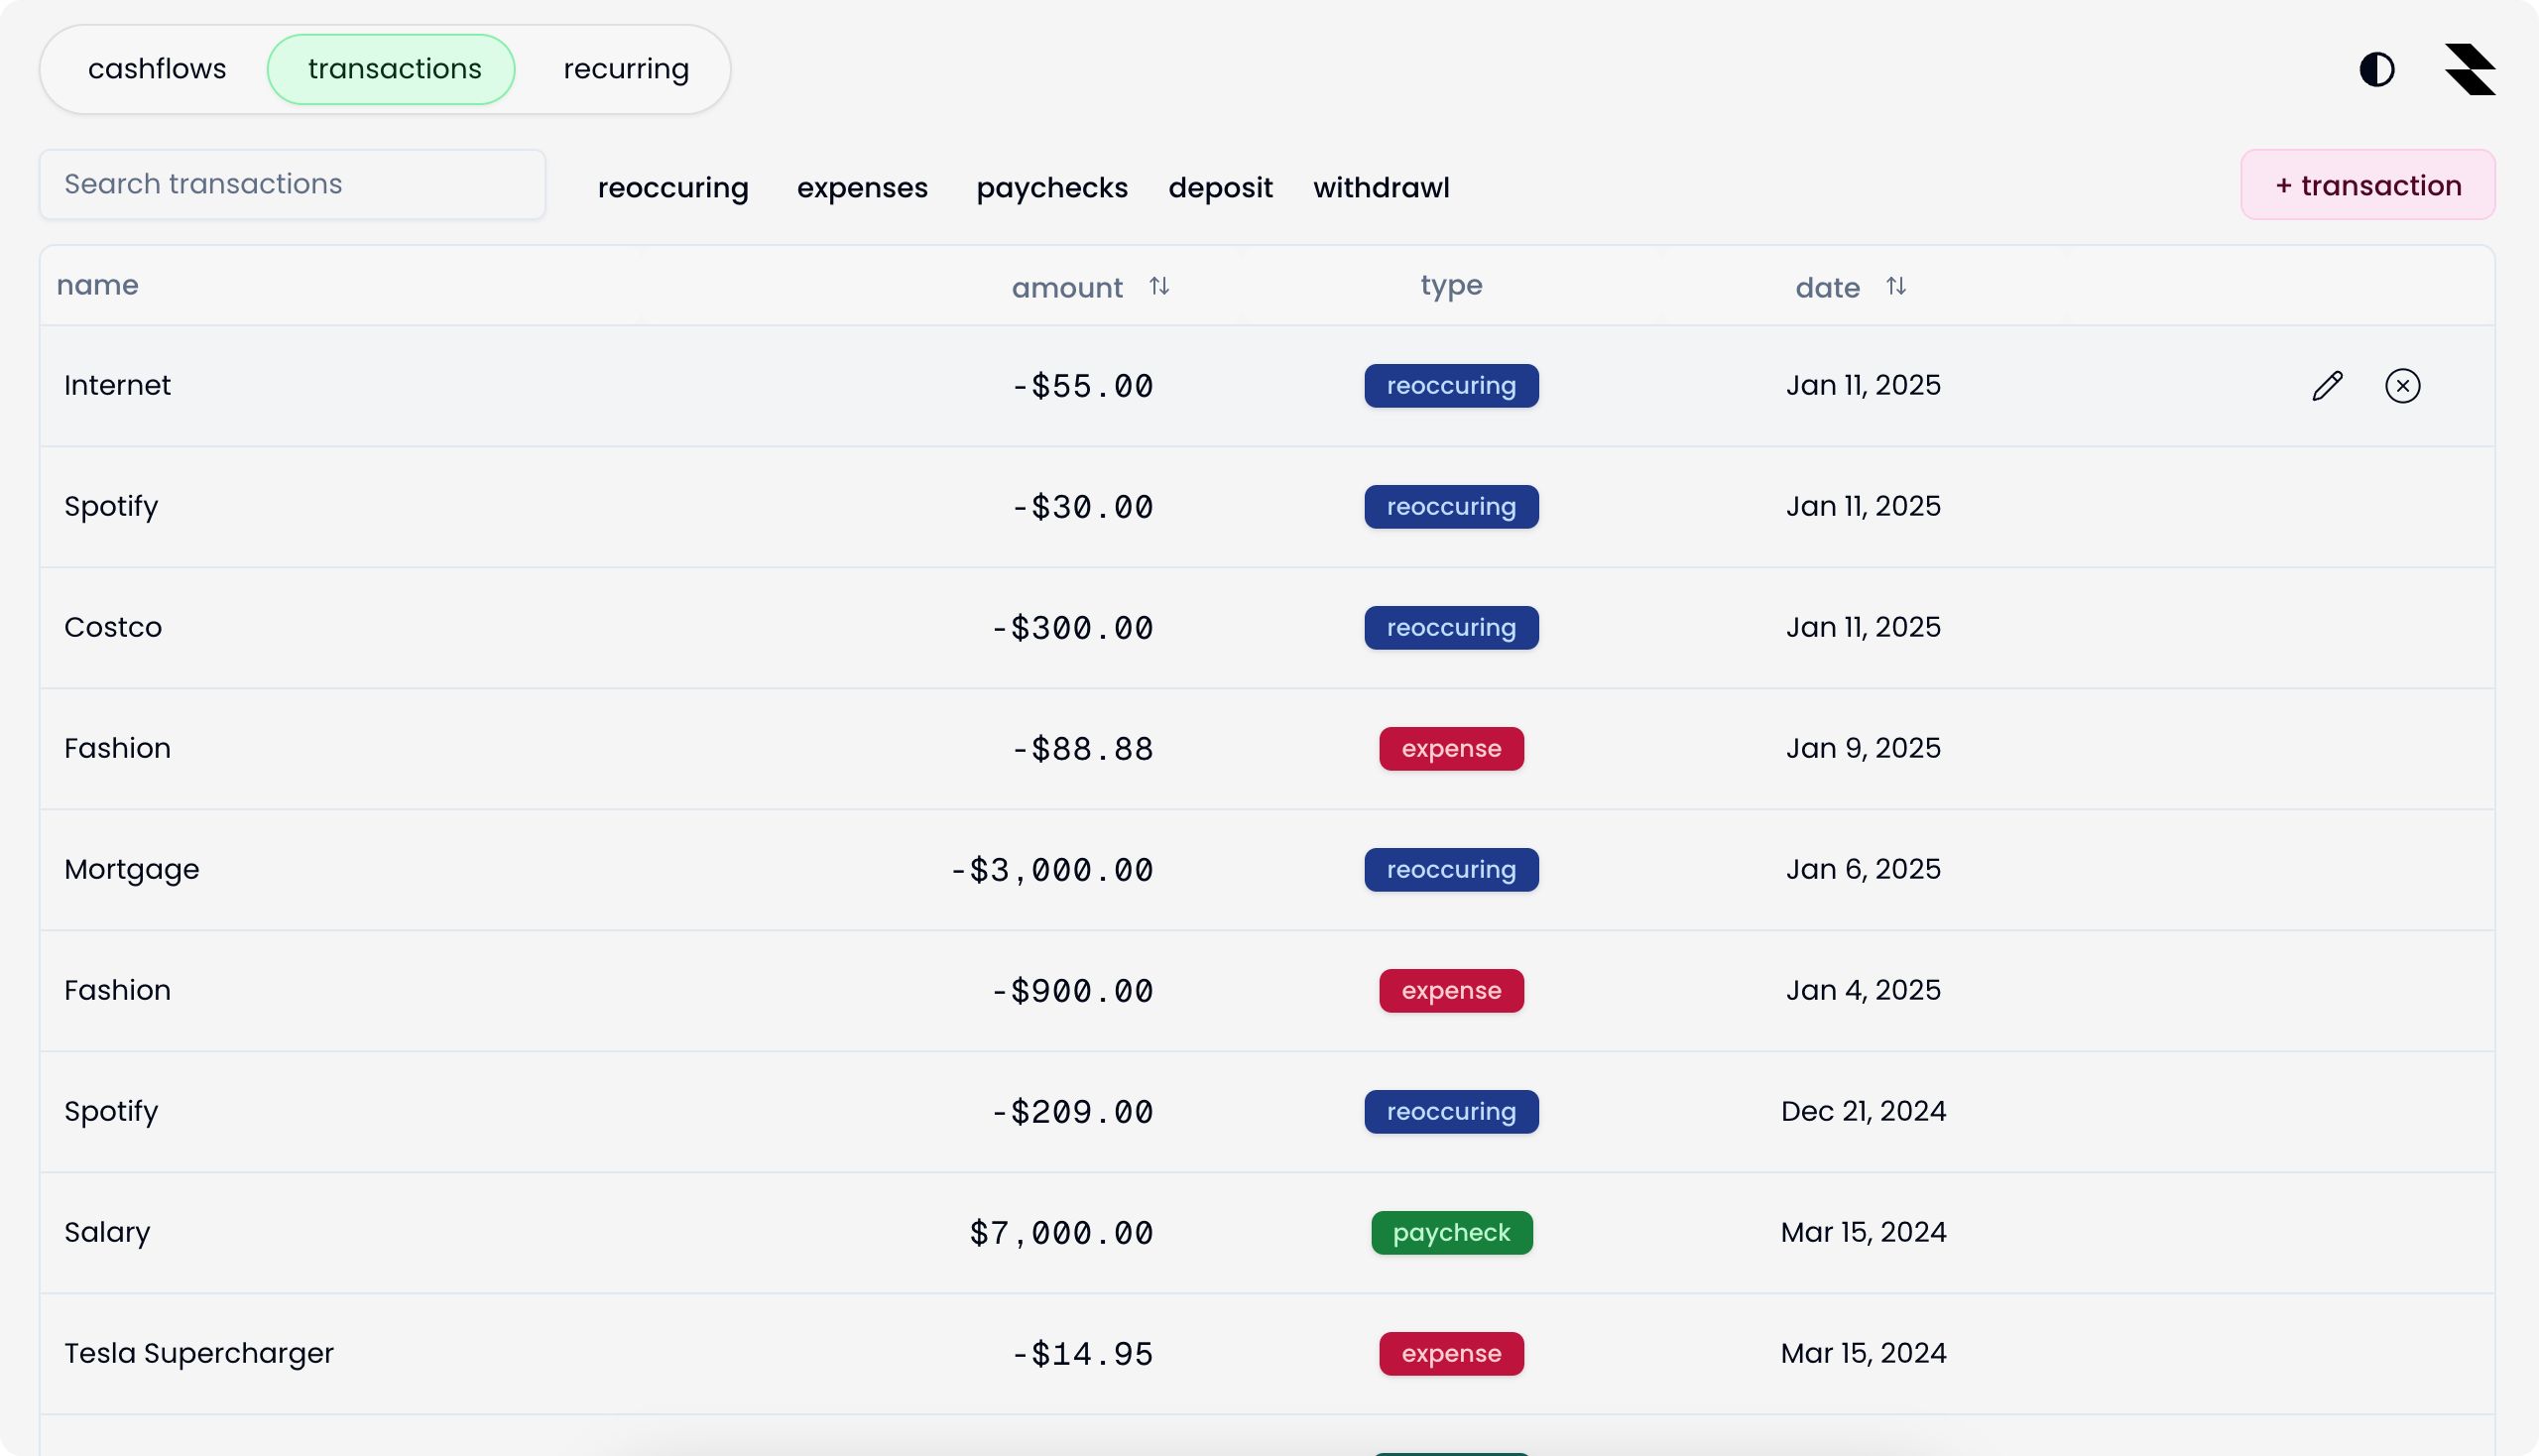 cashflows transactions recurring
Search transactions reoccuring expenses paychecks deposit withdrawl + transaction
name amount type date
Internet -$55.00 reoccuring Jan 11, 2025
Spotify -$30.00 reoccuring Jan 11, 2025
Costco -$300.00 reoccuring Jan 11, 2025
Fashion -$88.88 expense Jan 9, 2025
Mortgage -$3,000.00 reoccuring Jan 6, 2025
Fashion -$900.00 expense Jan 4, 2025
Spotify -$209.00 reoccuring Dec 21, 2024
Salary $7,000.00 paycheck Mar 15, 2024
Tesla Supercharger -$14.95 expense Mar 15, 2024